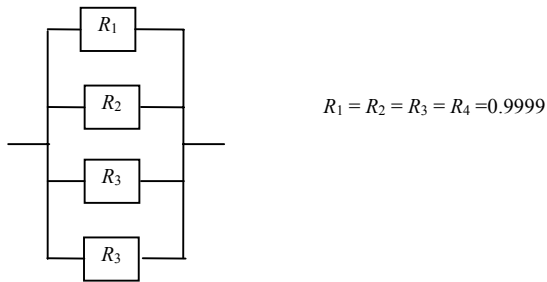 R1
R2
R1 = R2 = R3 = R4 =0.9999
R3
R3